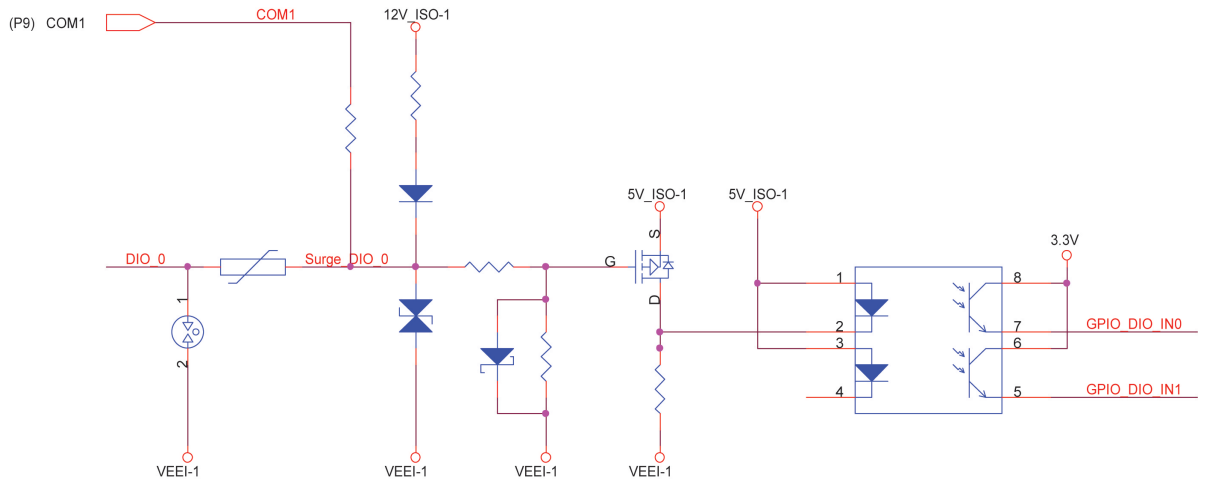 (P9) COM1
COM1
12V_ISO-1
5V_ISO-1
5V_ISO-1
S
3.3V
DIO_0
Surge_DIO_0
G
1
8
1
D
2
7
GPIO_DIO_IN0
3
6
2
4
5
GPIO_DIO_IN1
VEEI-1
VEEI-1
VEEI-1
VEEI-1